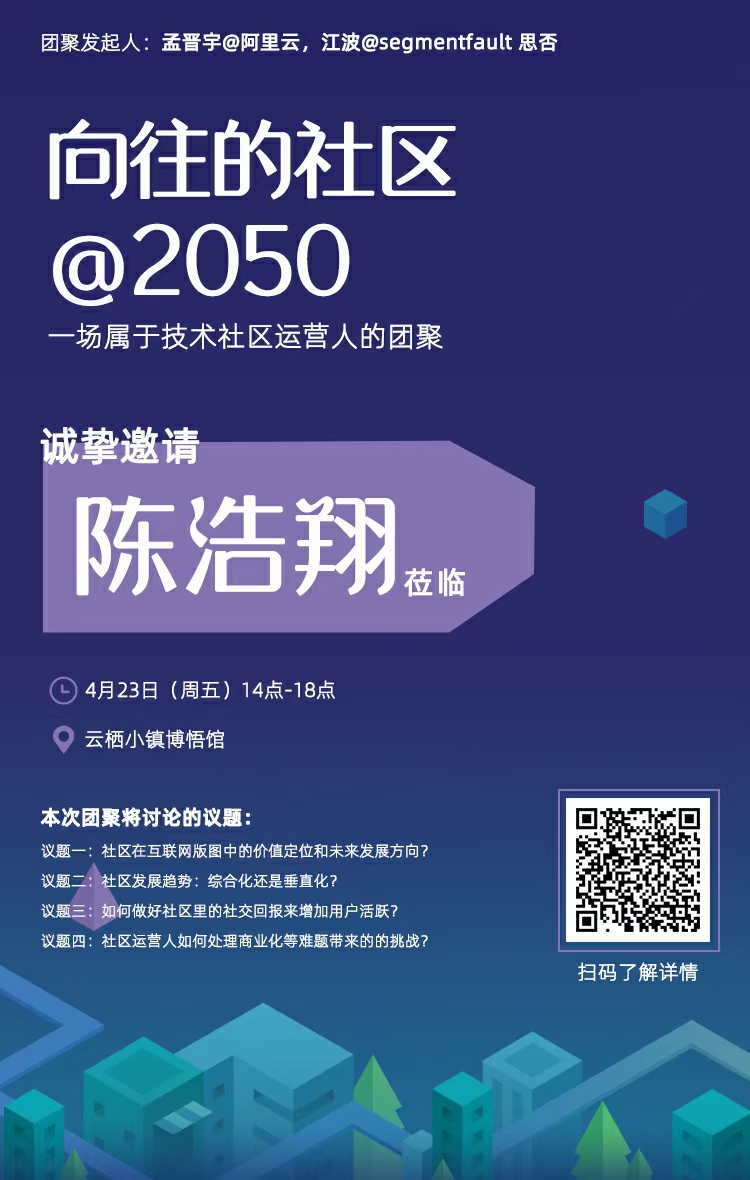 团聚发起人：孟晋宇@阿里云，江波@segmentfault 思否
向往的社区
@2050
一场属于技术社区运营人的团聚
诚挚邀请
陈浩翔莅临
4月23日（周五）14点-18点
云栖小镇博悟馆
本次团聚将讨论的议题：
议题一：社区在互联网版图中的价值定位和未来发展方向？
议题二：社区发展趋势：综合化还是垂直化？
议题三：如何做好社区里的社交回报来增加用户活跃？
议题四：社区运营人如何处理商业化等难题带来的的挑战？
扫码了解详情